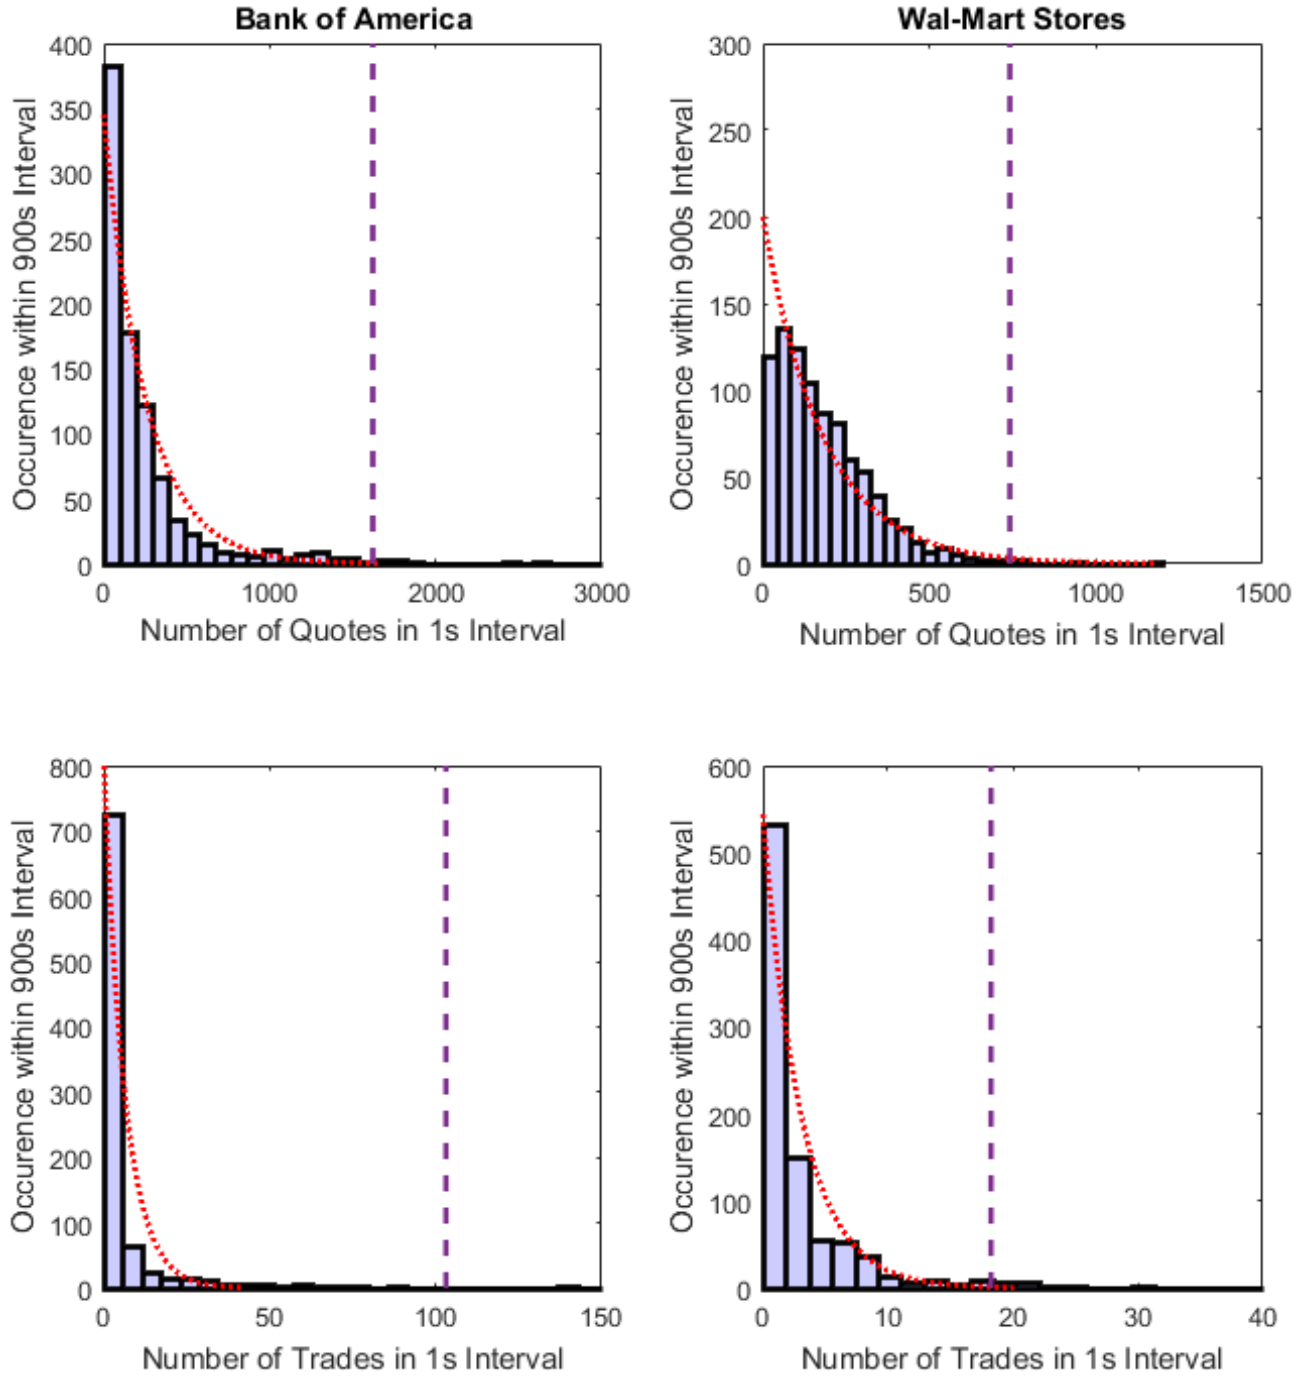 Bank of America
Occurence within 900s Interval
400
350
300
250
200
150
100
50
0
0 1000 2000 3000
Number of Quotes in 1s Interval
Wal-Mart Stores
Occurence within 900s Interval
300
250
200
150
100
50
0
0 500 1000 1500
Number of Quotes in 1s Interval
Occurence within 900s Interval
800
700
600
500
400
300
200
100
0
0 50 100 150
Number of Trades in 1s Interval
Occurence within 900s Interval
600
500
400
300
200
100
0
0 10 20 30 40
Number of Trades in 1s Interval